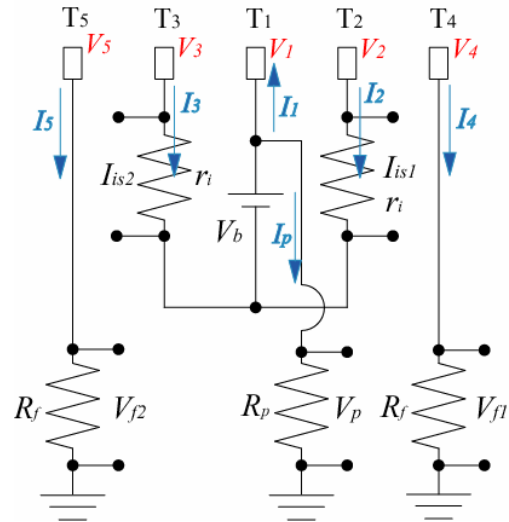 T5 T3 T1 T2 T4
V5 V3 V1 V2 V4
I5 I3 I1 I2 I4
Iis2 ri Iis1
ri
Vb Ip
Rf Vf2 Rp Vp Rf Vf1